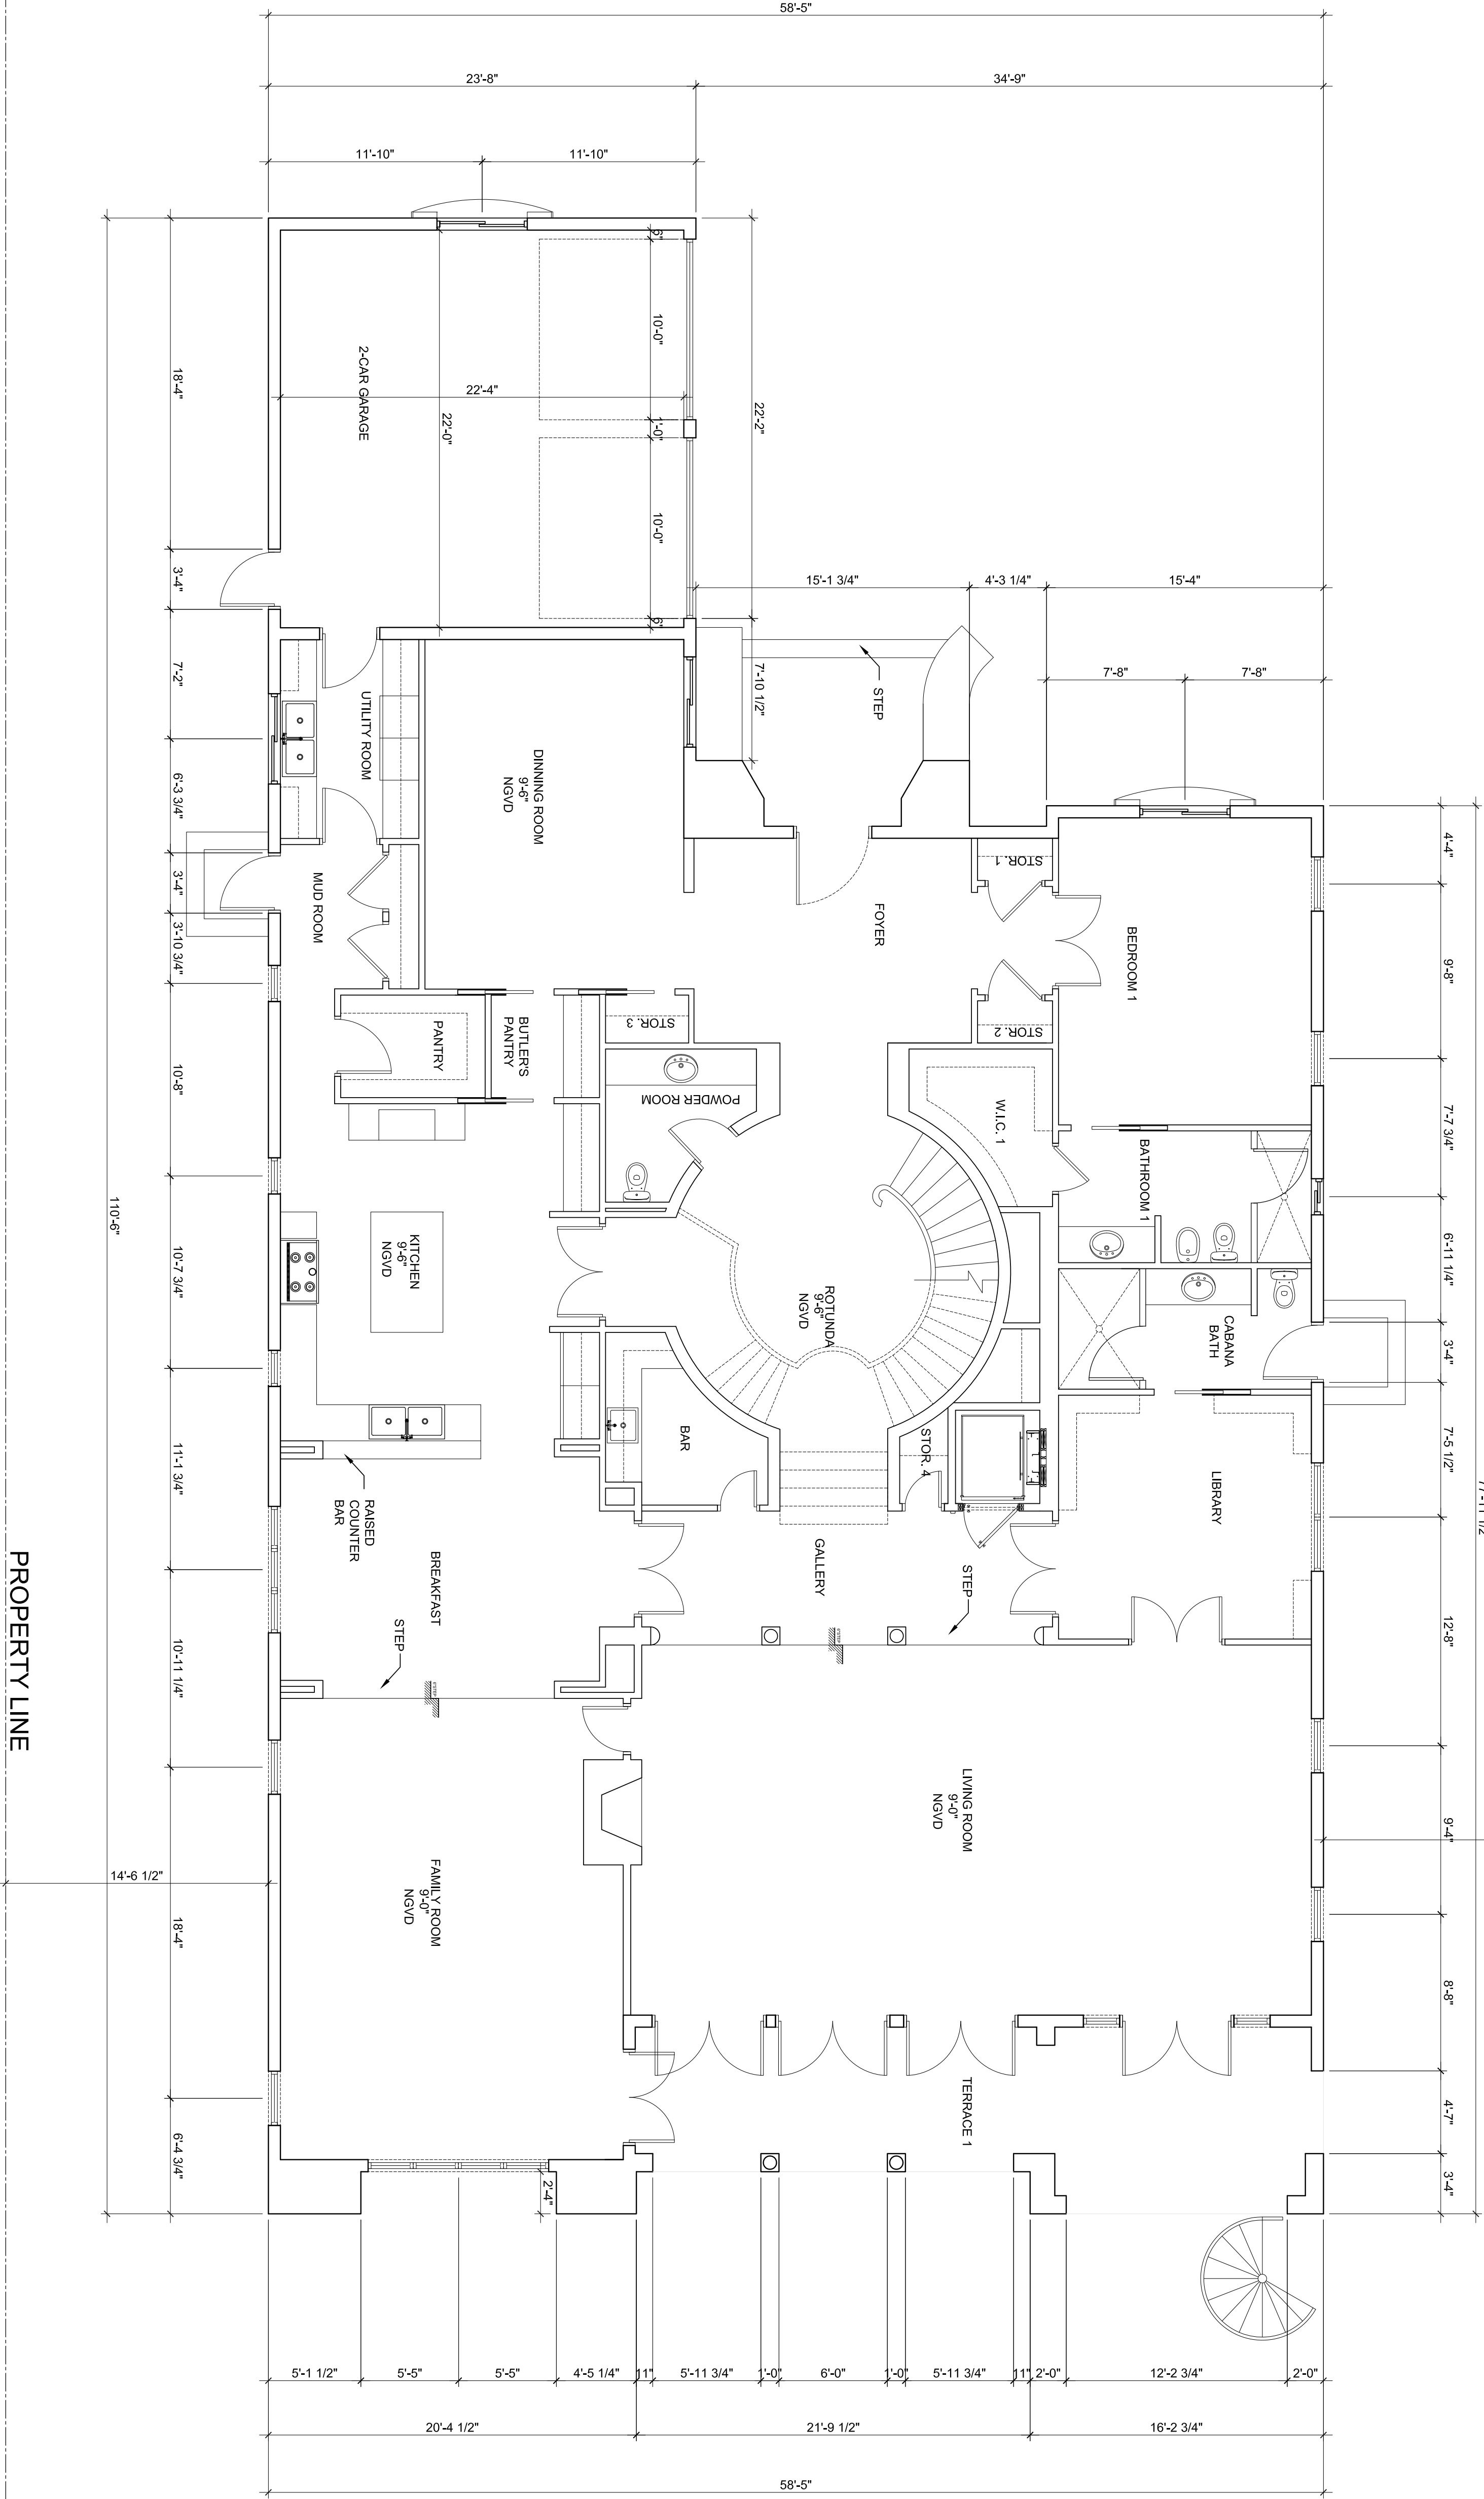 58'-5"
23'-8"
34'-9"
11'-10"
11'-10"
6"
10'-0"
1'-0"
10'-0"
6"
22'-2"
22'-4"
22'-0"
2-CAR GARAGE
18'-4"
3'-4"
7'-2"
6'-3 3/4"
3'-4"
3'-10 3/4"
10'-8"
10'-7 3/4"
11'-1 3/4"
10'-11 1/4"
18'-4"
6'-4 3/4"
110'-6"
14'-6 1/2"
PROPERTY LINE
15'-1 3/4"
4'-3 1/4"
15'-4"
7'-8"
7'-8"
7'-10 1/2"
STEP
UTILITY ROOM
DINNING ROOM
9'-6"
NGVD
MUD ROOM
FOYER
STOR. 1
STOR. 2
BEDROOM 1
PANTRY
BUTLER'S
PANTRY
STOR. 3
POWDER ROOM
W.I.C. 1
BATHROOM 1
KITCHEN
9'-6"
NGVD
ROTUNDA
9'-6"
NGVD
CABANA
BATH
BAR
STOR. 4
LIBRARY
RAISED
COUNTER
BAR
BREAKFAST
GALLERY
STEP
STEP
LIVING ROOM
9'-0"
NGVD
FAMILY ROOM
9'-0"
NGVD
TERRACE 1
4'-4"
9'-8"
7'-7 3/4"
6'-11 1/4"
3'-4"
7'-5 1/2"
12'-8"
9'-4"
8'-8"
4'-7"
3'-4"
77'-11 1/2"
2'-4"
5'-1 1/2"
5'-5"
5'-5"
4'-5 1/4"
11"
5'-11 3/4"
1'-0"
6'-0"
1'-0"
5'-11 3/4"
11"
2'-0"
12'-2 3/4"
2'-0"
20'-4 1/2"
21'-9 1/2"
16'-2 3/4"
58'-5"